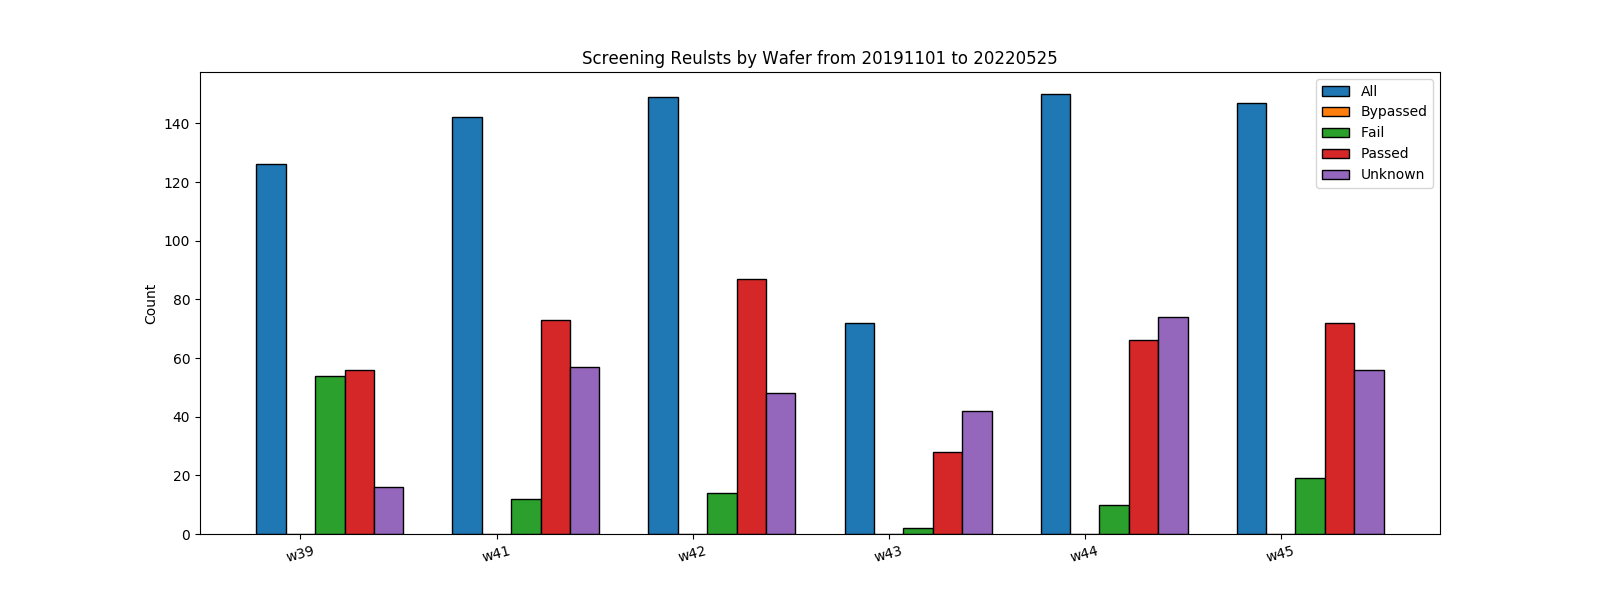 Screening Reulsts by Wafer from 20191101 to 20220525
All
Bypassed
Fail
Passed
Unknown
Count
140
120
100
80
60
40
20
0
w39 w41 w42 w43 w44 w45